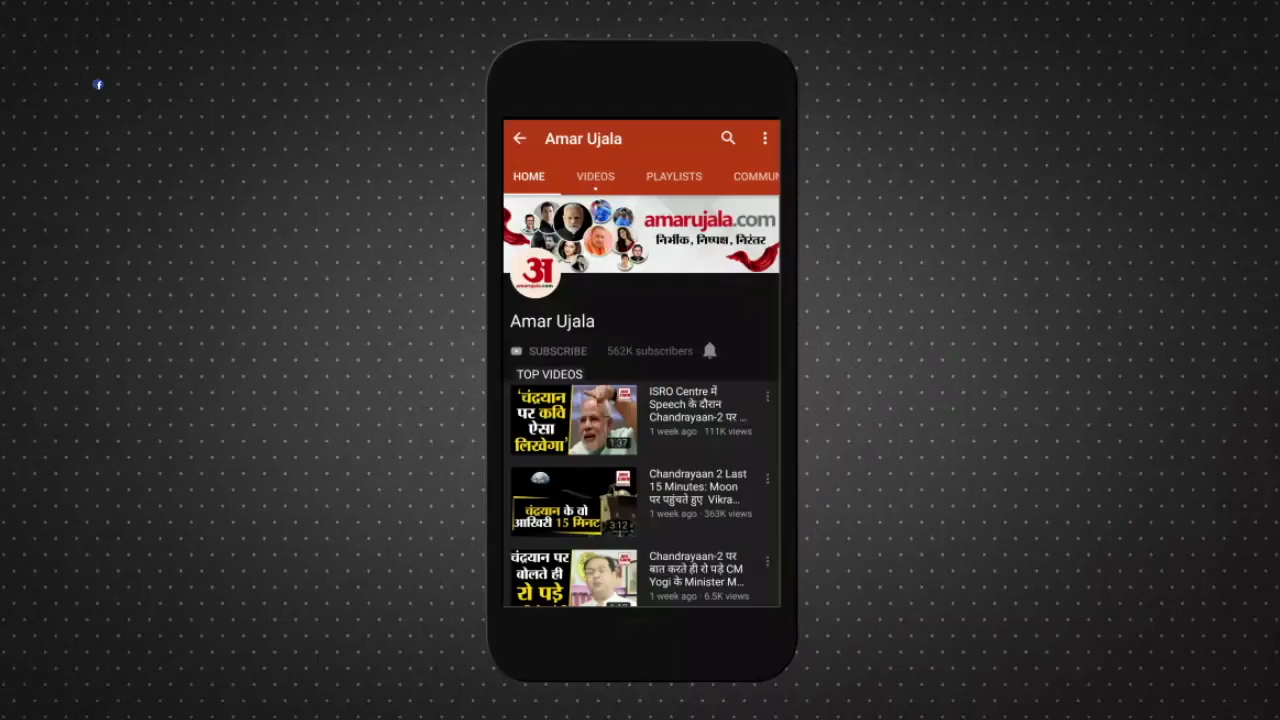 Amar Ujala
HOME VIDEOS PLAYLISTS COMMUN
amarujala.com
निर्भीक, निष्पक्ष, निरंतर
अ
amarujala.com
Amar Ujala
SUBSCRIBE 562K subscribers
TOP VIDEOS
'चंद्रयान
पर कवि
ऐसा
लिखेगा'
1:37
ISRO Centre में
Speech के दौरान
Chandrayaan-2 पर ...
1 week ago · 111K views
चंद्रयान के वो
आखिरी 15 मिनट
3:12
Chandrayaan 2 Last
15 Minutes: Moon
पर पहुंचते हुए Vikra...
1 week ago · 363K views
चंद्रयान पर
बोलते ही
रो पड़े
Chandrayaan-2 पर
बात करते ही रो पड़े CM
Yogi के Minister M...
1 week ago · 6.5K views